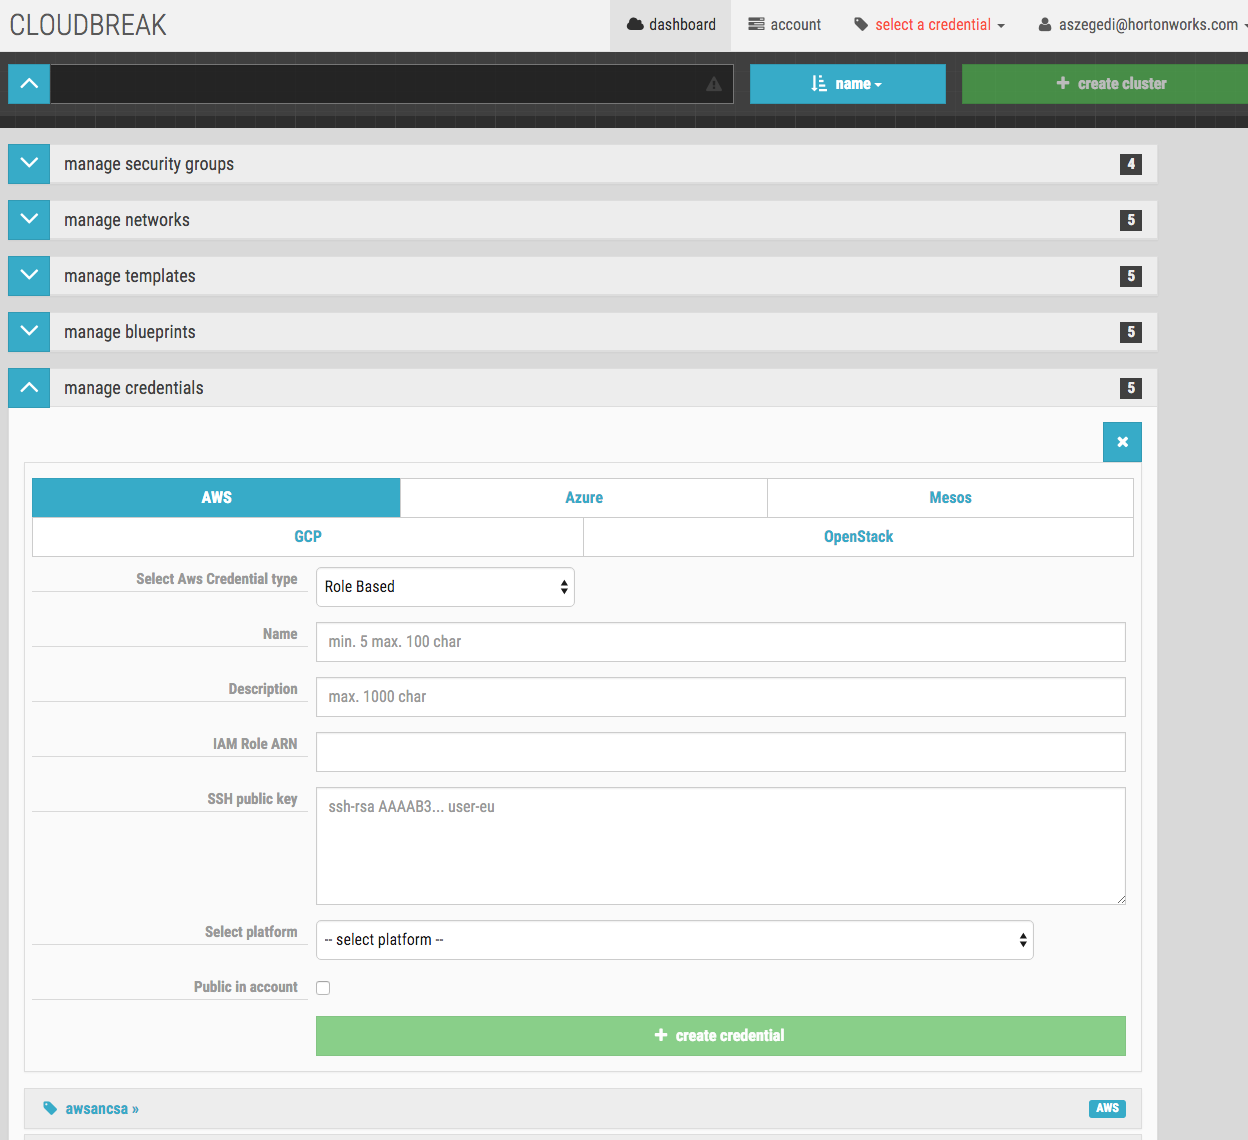 CLOUDBREAK
dashboard
account
select a credential
aszegedi@hortonworks.com
name
create cluster
manage security groups
4
manage networks
5
manage templates
5
manage blueprints
5
manage credentials
5
AWS
Azure
Mesos
GCP
OpenStack
Select Aws Credential type
Role Based
Name
min. 5 max. 100 char
Description
max. 1000 char
IAM Role ARN
SSH public key
ssh-rsa AAAAB3... user-eu
Select platform
-- select platform --
Public in account
create credential
awsancsa »
AWS